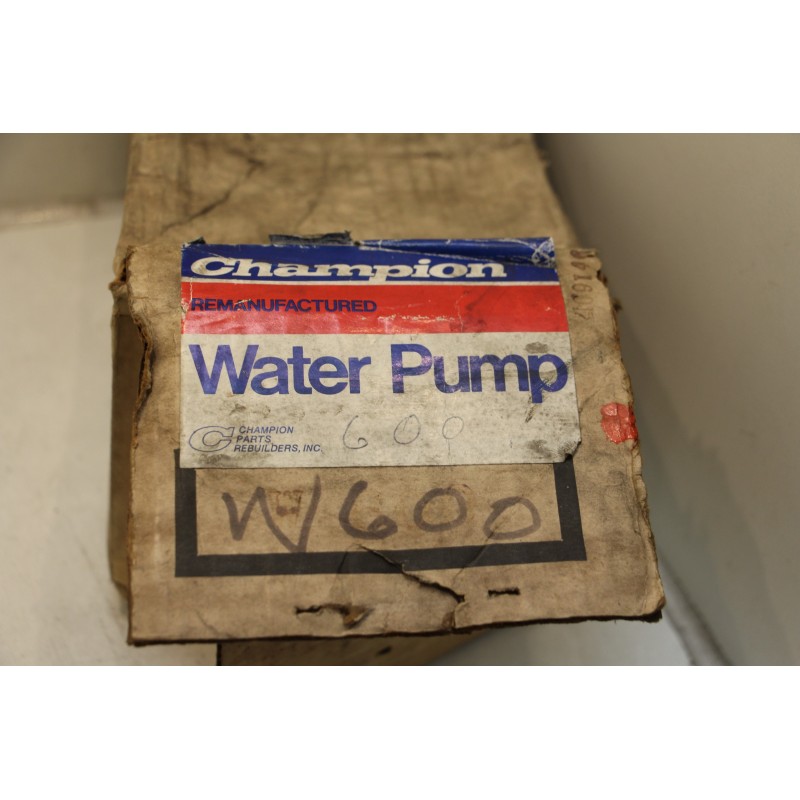 Champion
REMANUFACTURED
Water Pump
CHAMPION
PARTS
REBUILDERS, INC
600
W600